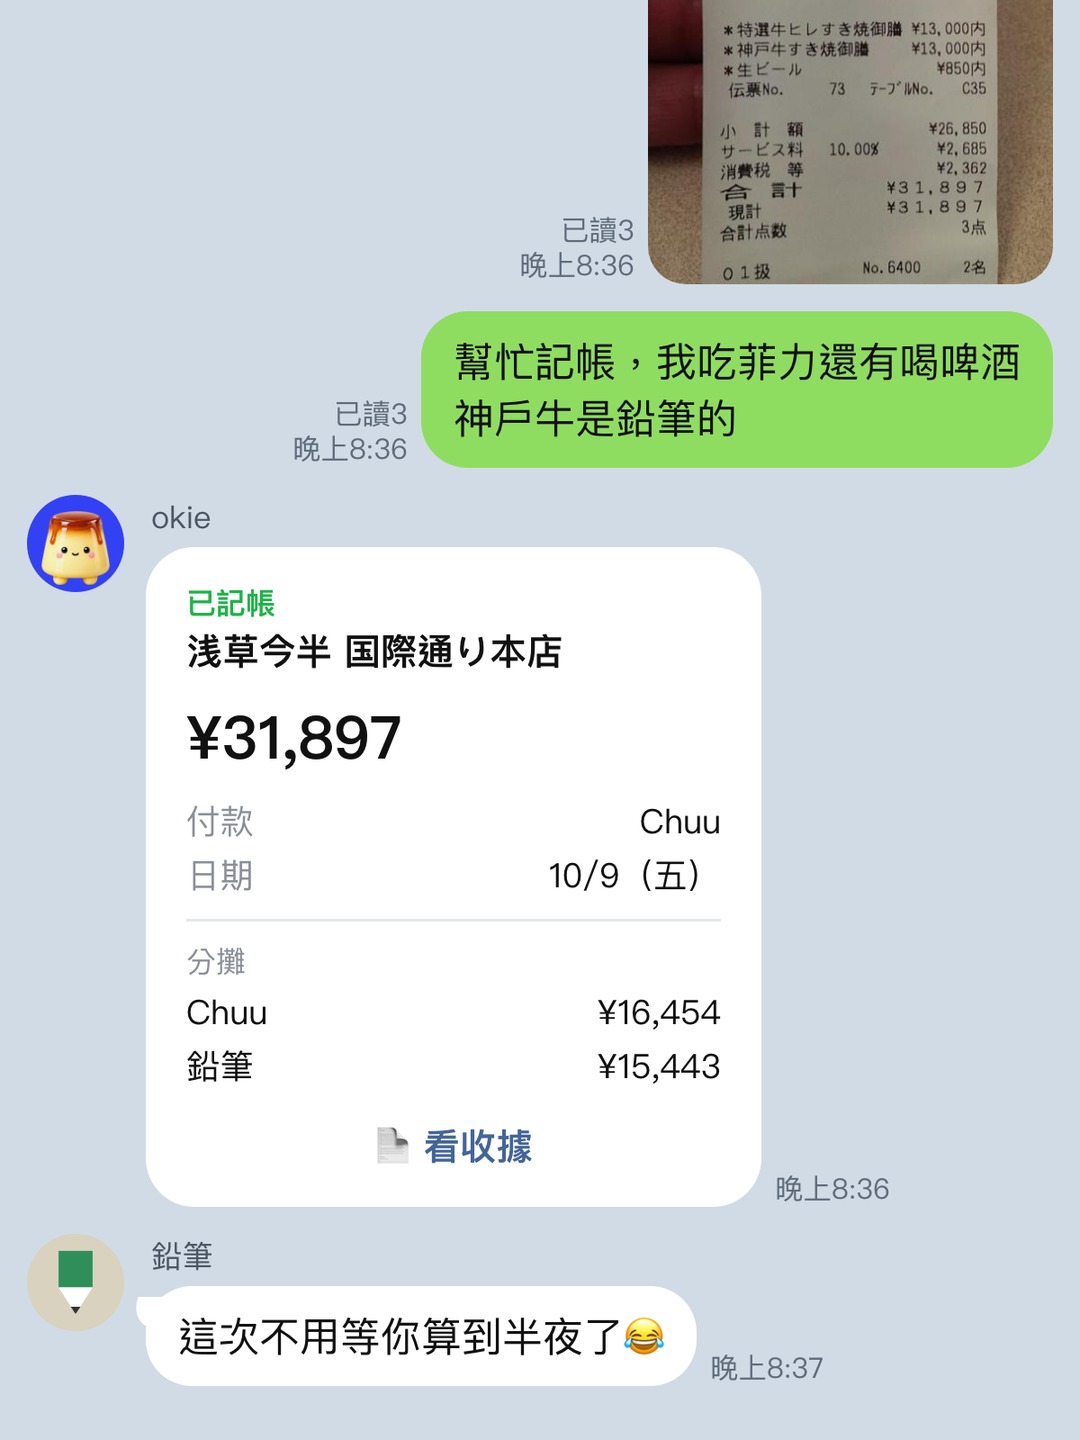 *特選牛ヒレすき焼御膳 ¥13,000内
*神戸牛すき焼御膳 ¥13,000内
*生ビール ¥850内
伝票No. 73 テーブルNo. C35
小計額 ¥26,850
サービス料 10.00% ¥2,685
消費税等 ¥2,362
合計 ¥31,897
現計 ¥31,897
合計点数 3点
01扱 No.6400 2名
已讀3
晚上8:36
幫忙記帳，我吃菲力還有喝啤酒
神戶牛是鉛筆的
已讀3
晚上8:36
okie
已記帳
浅草今半 国際通り本店
¥31,897
付款 Chuu
日期 10/9（五）
分攤
Chuu ¥16,454
鉛筆 ¥15,443
看收據
晚上8:36
鉛筆
這次不用等你算到半夜了😂
晚上8:37